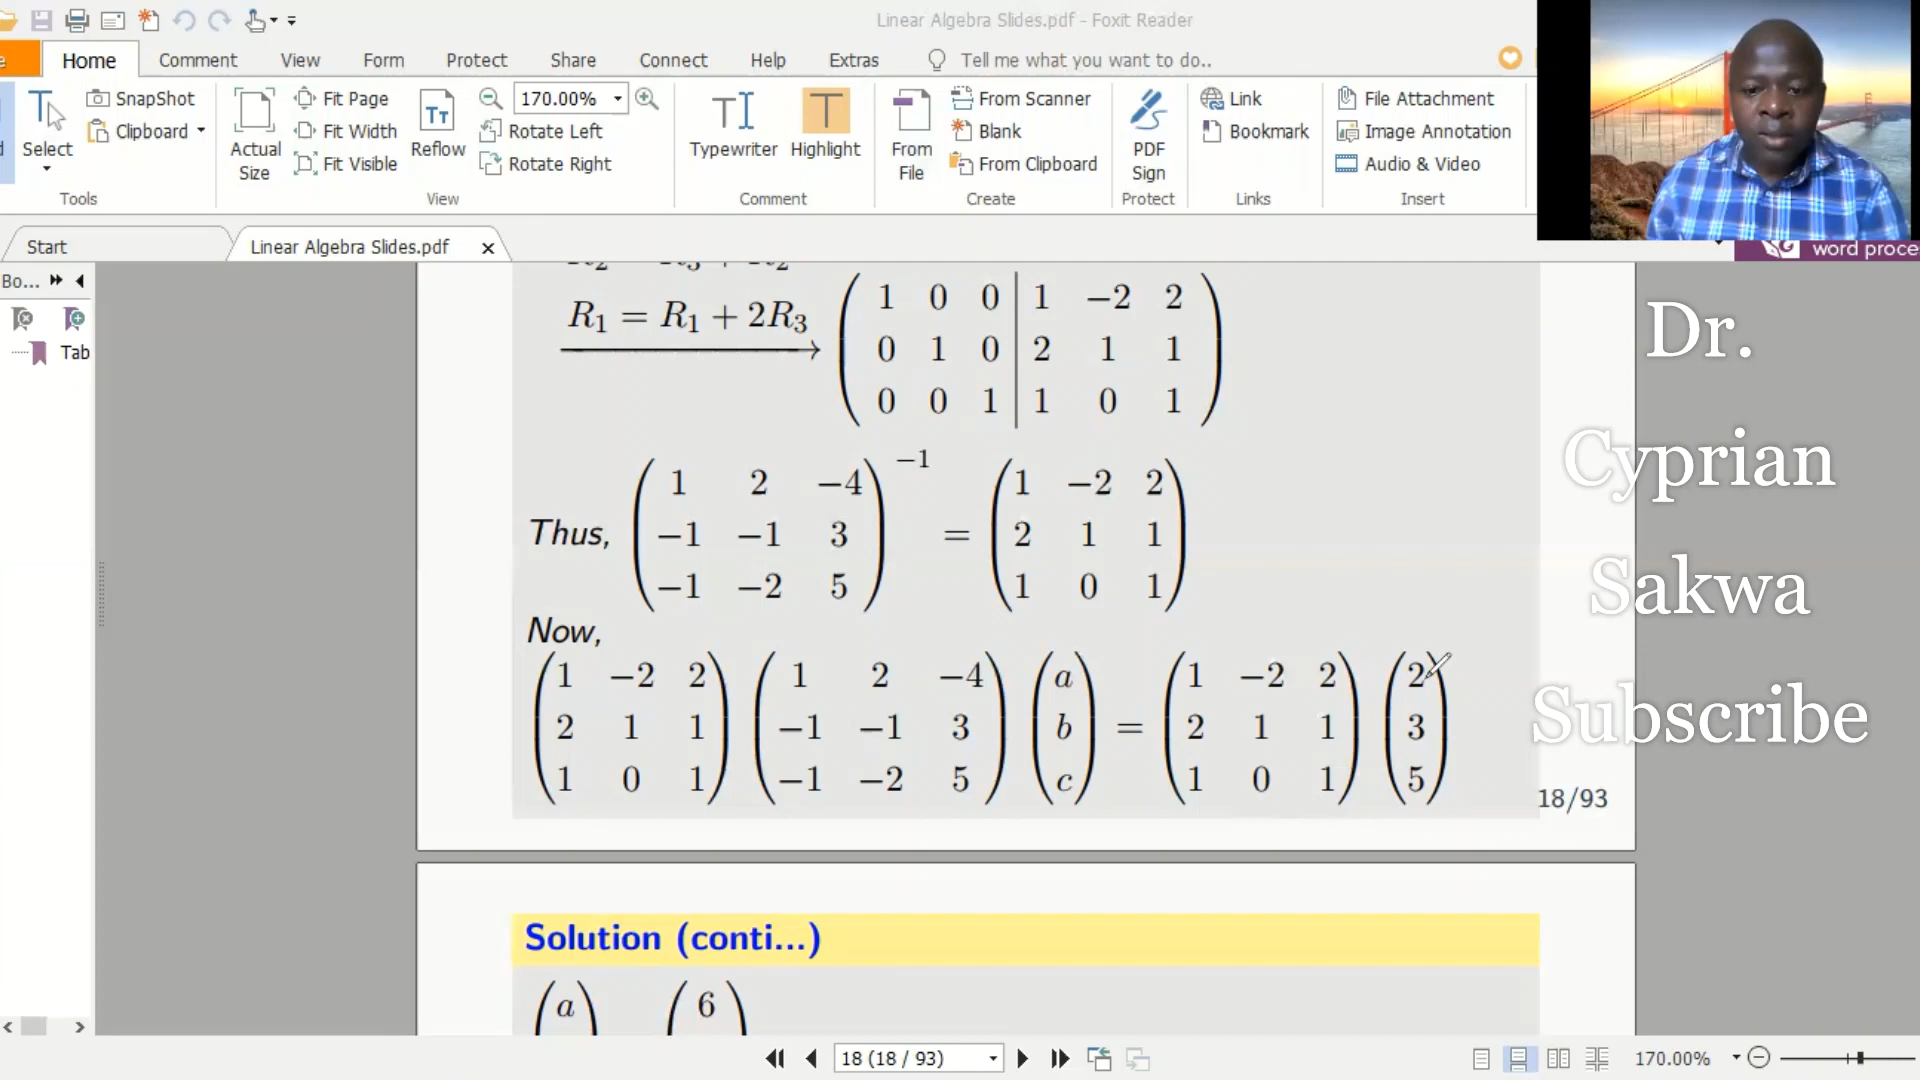 Linear Algebra Slides.pdf - Foxit Reader
Home Comment View Form Protect Share Connect Help Extras Tell me what you want to do..
Select
SnapShot
Clipboard
Tools
Actual Size
Fit Page
Fit Width
Fit Visible
Reflow
170.00%
Rotate Left
Rotate Right
View
Typewriter
Highlight
Comment
From File
From Scanner
Blank
From Clipboard
Create
PDF Sign
Protect
Link
Bookmark
Links
File Attachment
Image Annotation
Audio & Video
Insert
word proce
Start
Linear Algebra Slides.pdf
Bo...
Tab
R₁ = R₁ + 2R₃
1 0 0 | 1 −2 2
0 1 0 | 2 1 1
0 0 1 | 1 0 1
−1
1 2 −4 1 −2 2
Thus, −1 −1 3 = 2 1 1
−1 −2 5 1 0 1
Now,
1 −2 2 1 2 −4 a 1 −2 2 2
2 1 1 −1 −1 3 b = 2 1 1 3
1 0 1 −1 −2 5 c 1 0 1 5
18/93
Solution (conti...)
a 6
Dr.
Cyprian
Sakwa
Subscribe
18 (18 / 93)
170.00%